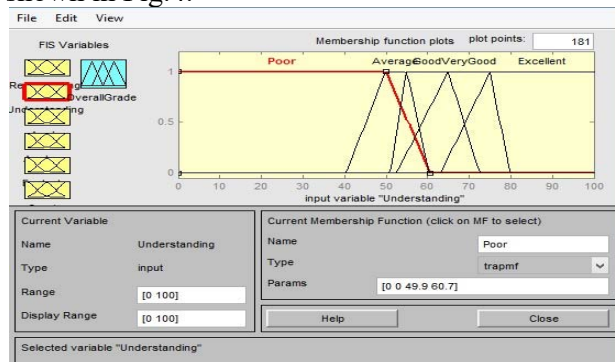 File Edit View
FIS Variables
Membership function plots plot points: 181
OverallGrade
Poor Average Good VeryGood Excellent
1
0.5
0
0 10 20 30 40 50 60 70 80 90 100
input variable "Understanding"
Current Variable
Name Understanding
Type input
Range [0 100]
Display Range [0 100]
Current Membership Function (click on MF to select)
Name Poor
Type trapmf
Params [0 0 49.9 60.7]
Help Close
Selected variable "Understanding"